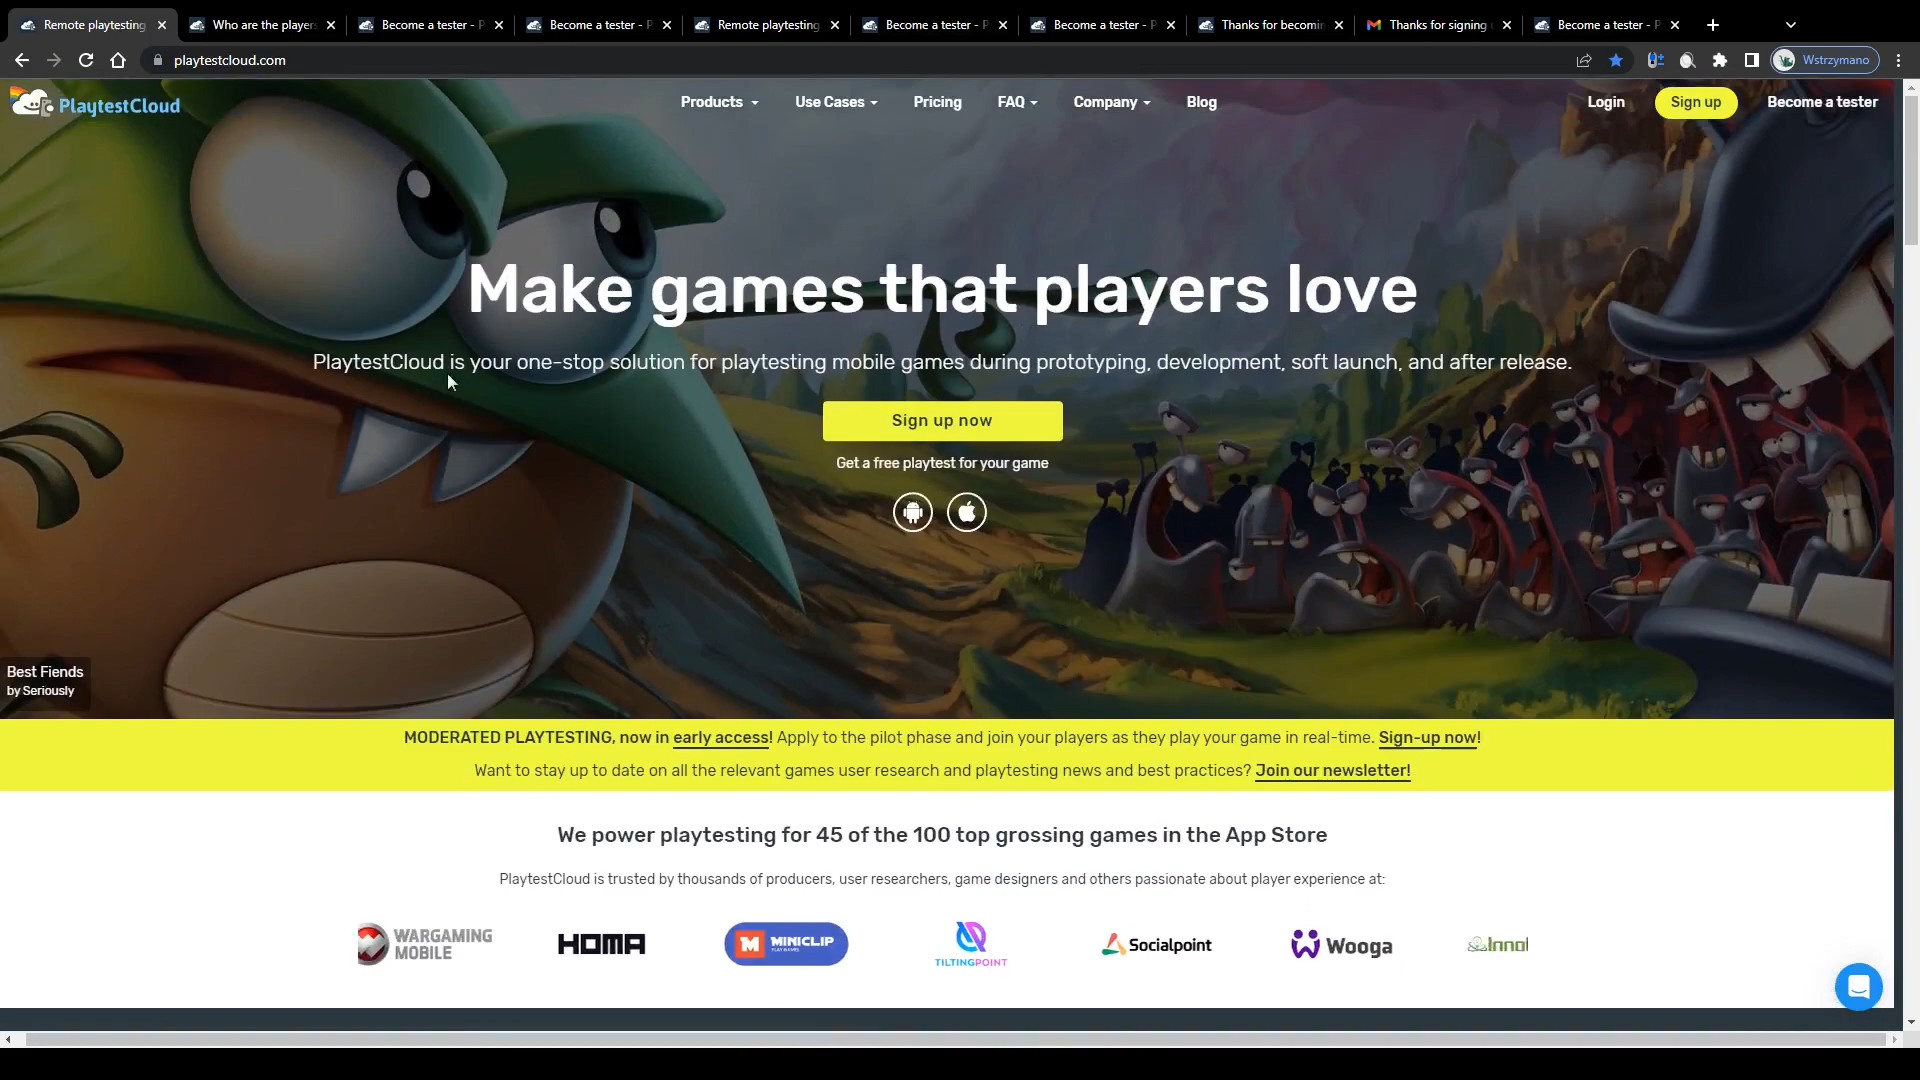 Remote playtesting
Who are the players
Become a tester - P
Become a tester - P
Remote playtesting
Become a tester - P
Become a tester - P
Thanks for becomin
Thanks for signing
Become a tester - P
playtestcloud.com
Wstrzymano
PlaytestCloud
Products
Use Cases
Pricing
FAQ
Company
Blog
Login
Sign up
Become a tester
Make games that players love
PlaytestCloud is your one-stop solution for playtesting mobile games during prototyping, development, soft launch, and after release.
Sign up now
Get a free playtest for your game
Best Fiends
by Seriously
MODERATED PLAYTESTING, now in early access! Apply to the pilot phase and join your players as they play your game in real-time. Sign-up now!
Want to stay up to date on all the relevant games user research and playtesting news and best practices? Join our newsletter!
We power playtesting for 45 of the 100 top grossing games in the App Store
PlaytestCloud is trusted by thousands of producers, user researchers, game designers and others passionate about player experience at:
WARGAMING
MOBILE
HOMA
MINICLIP
PLAY GAMES
TILTINGPOINT
Socialpoint
Wooga